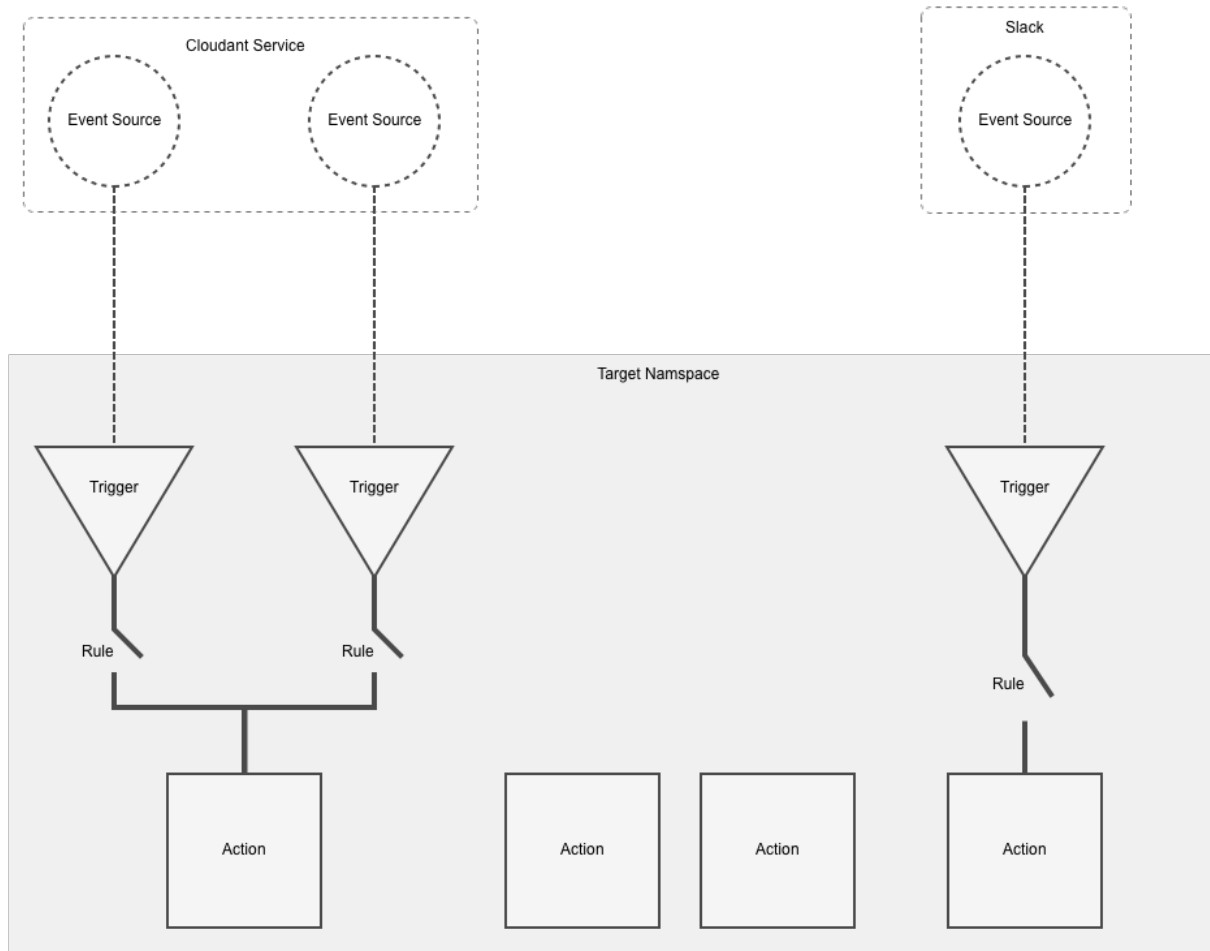 Cloudant Service
Slack
Event Source
Event Source
Event Source
Target Namspace
Trigger
Trigger
Trigger
Rule
Rule
Rule
Action
Action
Action
Action